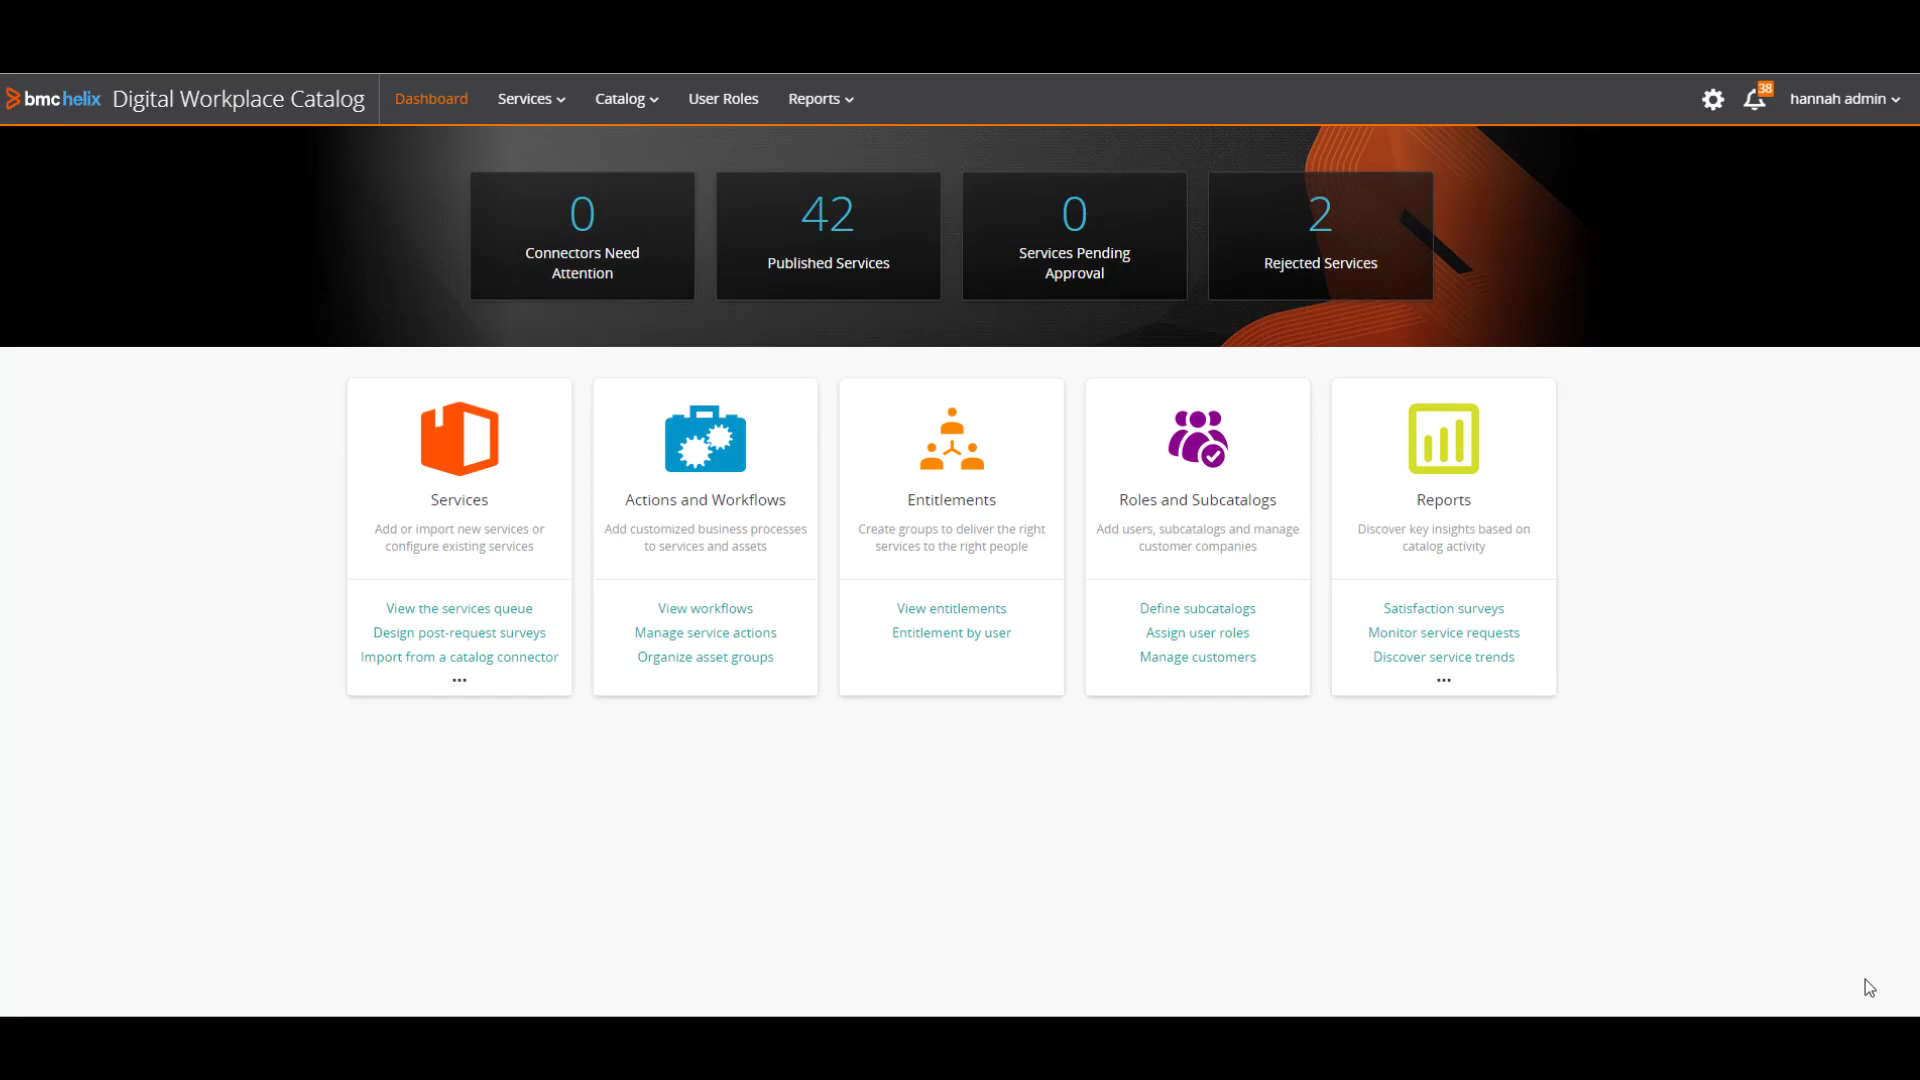 bmc helix Digital Workplace Catalog Dashboard Services Catalog User Roles Reports 38 hannah admin
0
Connectors Need
Attention
42
Published Services
0
Services Pending
Approval
2
Rejected Services
Services
Add or import new services or
configure existing services
View the services queue
Design post-request surveys
Import from a catalog connector
...
Actions and Workflows
Add customized business processes
to services and assets
View workflows
Manage service actions
Organize asset groups
Entitlements
Create groups to deliver the right
services to the right people
View entitlements
Entitlement by user
Roles and Subcatalogs
Add users, subcatalogs and manage
customer companies
Define subcatalogs
Assign user roles
Manage customers
Reports
Discover key insights based on
catalog activity
Satisfaction surveys
Monitor service requests
Discover service trends
...